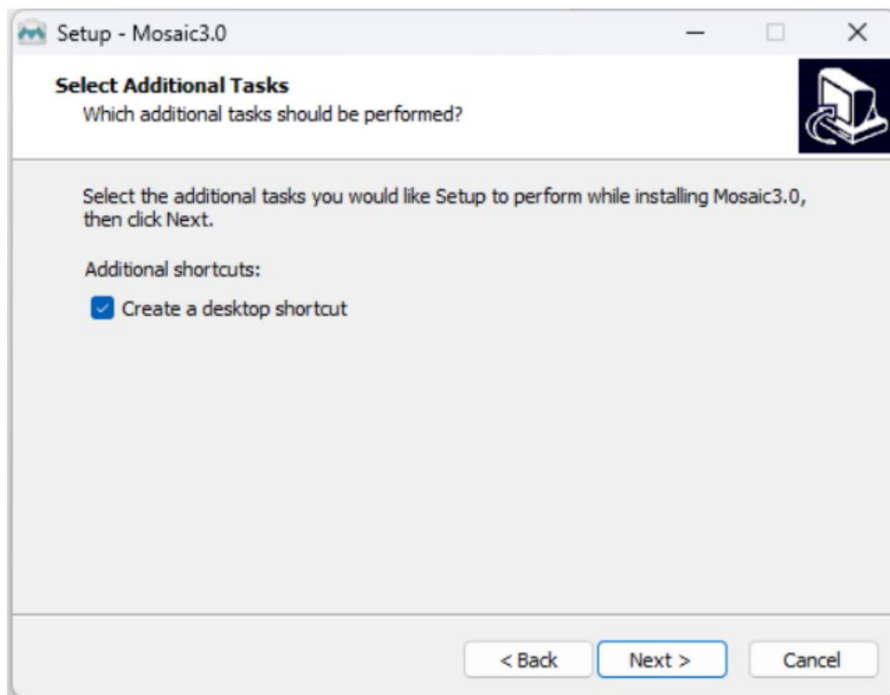 Setup - Mosaic3.0
Select Additional Tasks
Which additional tasks should be performed?
Select the additional tasks you would like Setup to perform while installing Mosaic3.0,
then click Next.
Additional shortcuts:
Create a desktop shortcut
< Back
Next >
Cancel